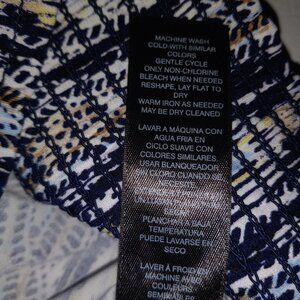 MACHINE WASH
COLD-WITH SIMILAR
COLORS
GENTLE CYCLE
ONLY NON-CHLORINE
BLEACH WHEN NEEDED
RESHAPE, LAY FLAT TO
DRY
WARM IRON AS NEEDED
MAY BE DRY CLEANED
LAVAR A MÁQUINA CON
AGUA FRIA EN
CICLO SUAVE CON
COLORES SIMILARES.
USAR BLANQUEADOR
SIN CLORO CUANDO SE
NECESITE
PLANCHAR A BAJA
TEMPERATURA
PUEDE LAVARSE EN
SECO
LAVER À FROID EN
MACHINE AVEC
COULEURS